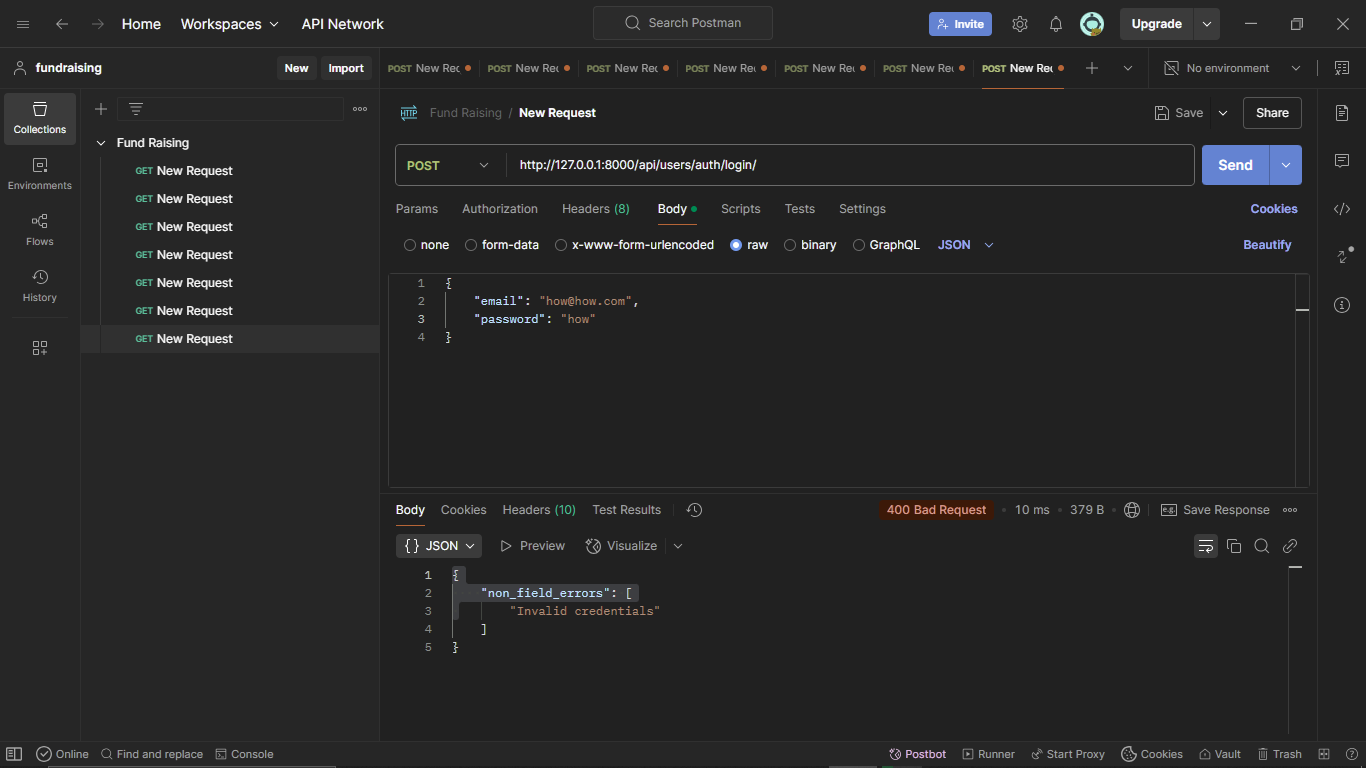 Home Workspaces API Network Search Postman Invite Upgrade
fundraising New Import
POST New Rec POST New Rec POST New Rec POST New Rec POST New Rec POST New Rec POST New Rec No environment
Collections
Environments
Flows
History
Fund Raising
GET New Request
GET New Request
GET New Request
GET New Request
GET New Request
GET New Request
GET New Request
HTTP Fund Raising / New Request Save Share
POST http://127.0.0.1:8000/api/users/auth/login/ Send
Params Authorization Headers (8) Body Scripts Tests Settings Cookies
none form-data x-www-form-urlencoded raw binary GraphQL JSON Beautify
1 {
2 "email": "how@how.com",
3 "password": "how"
4 }
Body Cookies Headers (10) Test Results 400 Bad Request 10 ms 379 B e.g. Save Response
{} JSON Preview Visualize
1 {
2 "non_field_errors": [
3 "Invalid credentials"
4 ]
5 }
Online Find and replace Console Postbot Runner Start Proxy Cookies Vault Trash